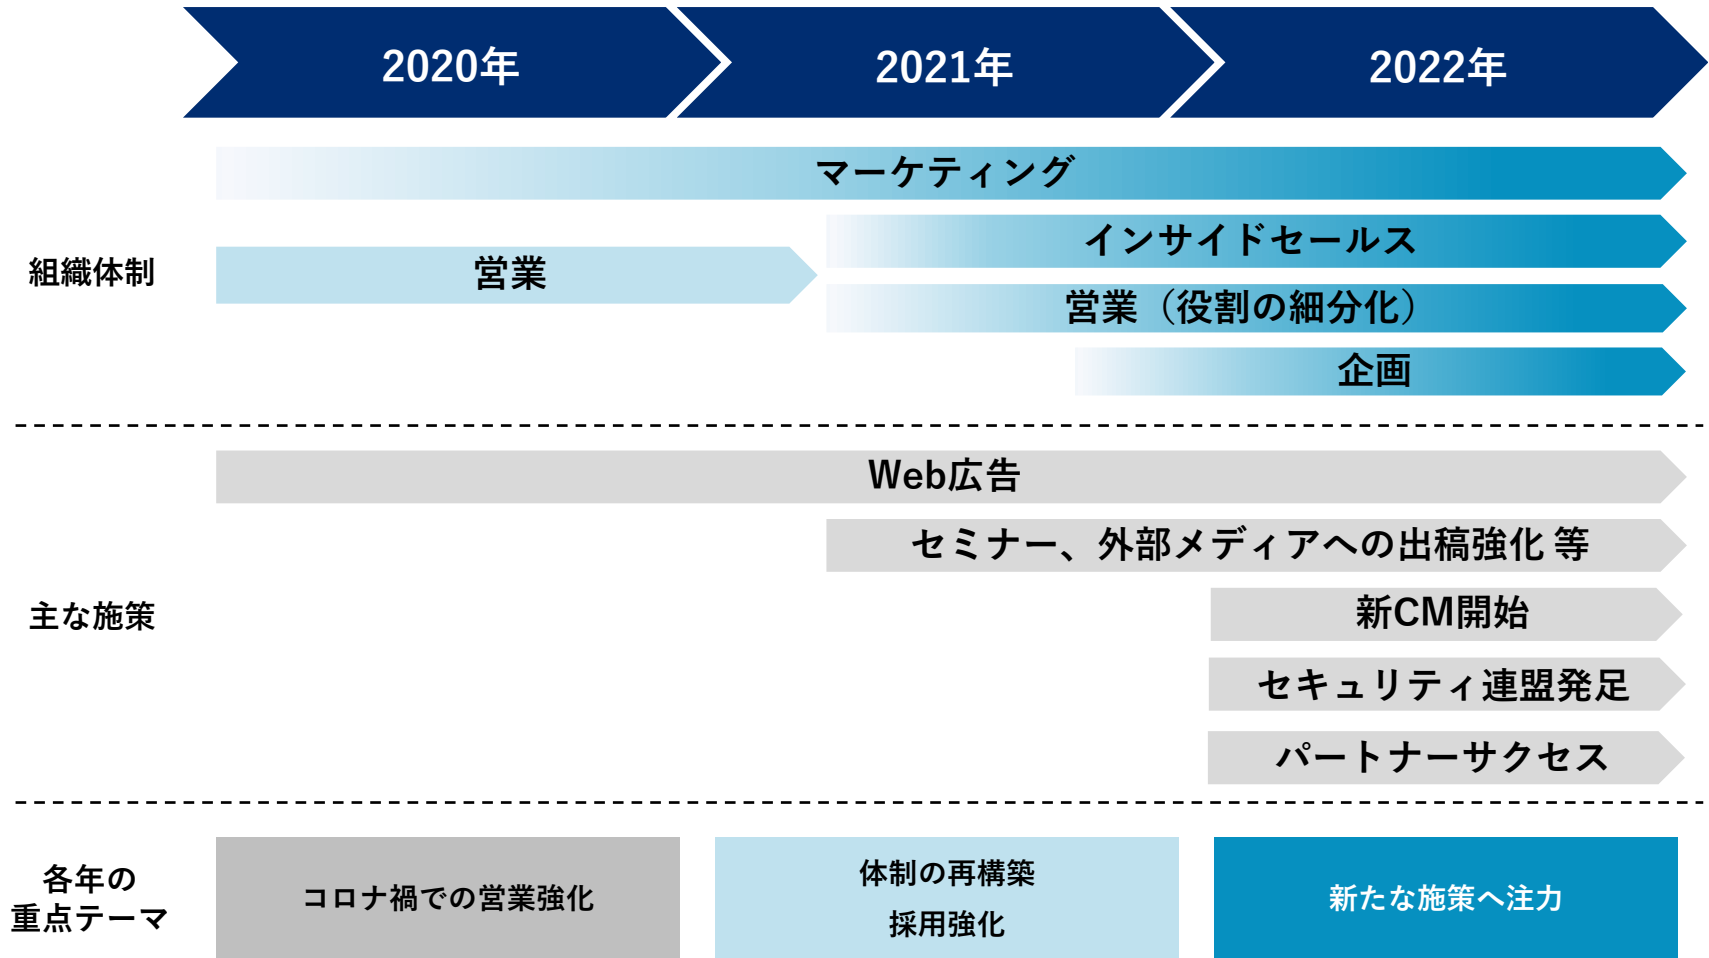 2020年
2021年
2022年
組織体制
マーケティング
インサイドセールス
営業
営業（役割の細分化）
企画
主な施策
Web広告
セミナー、外部メディアへの出稿強化 等
新CM開始
セキュリティ連盟発足
パートナーサクセス
各年の
重点テーマ
コロナ禍での営業強化
体制の再構築
採用強化
新たな施策へ注力